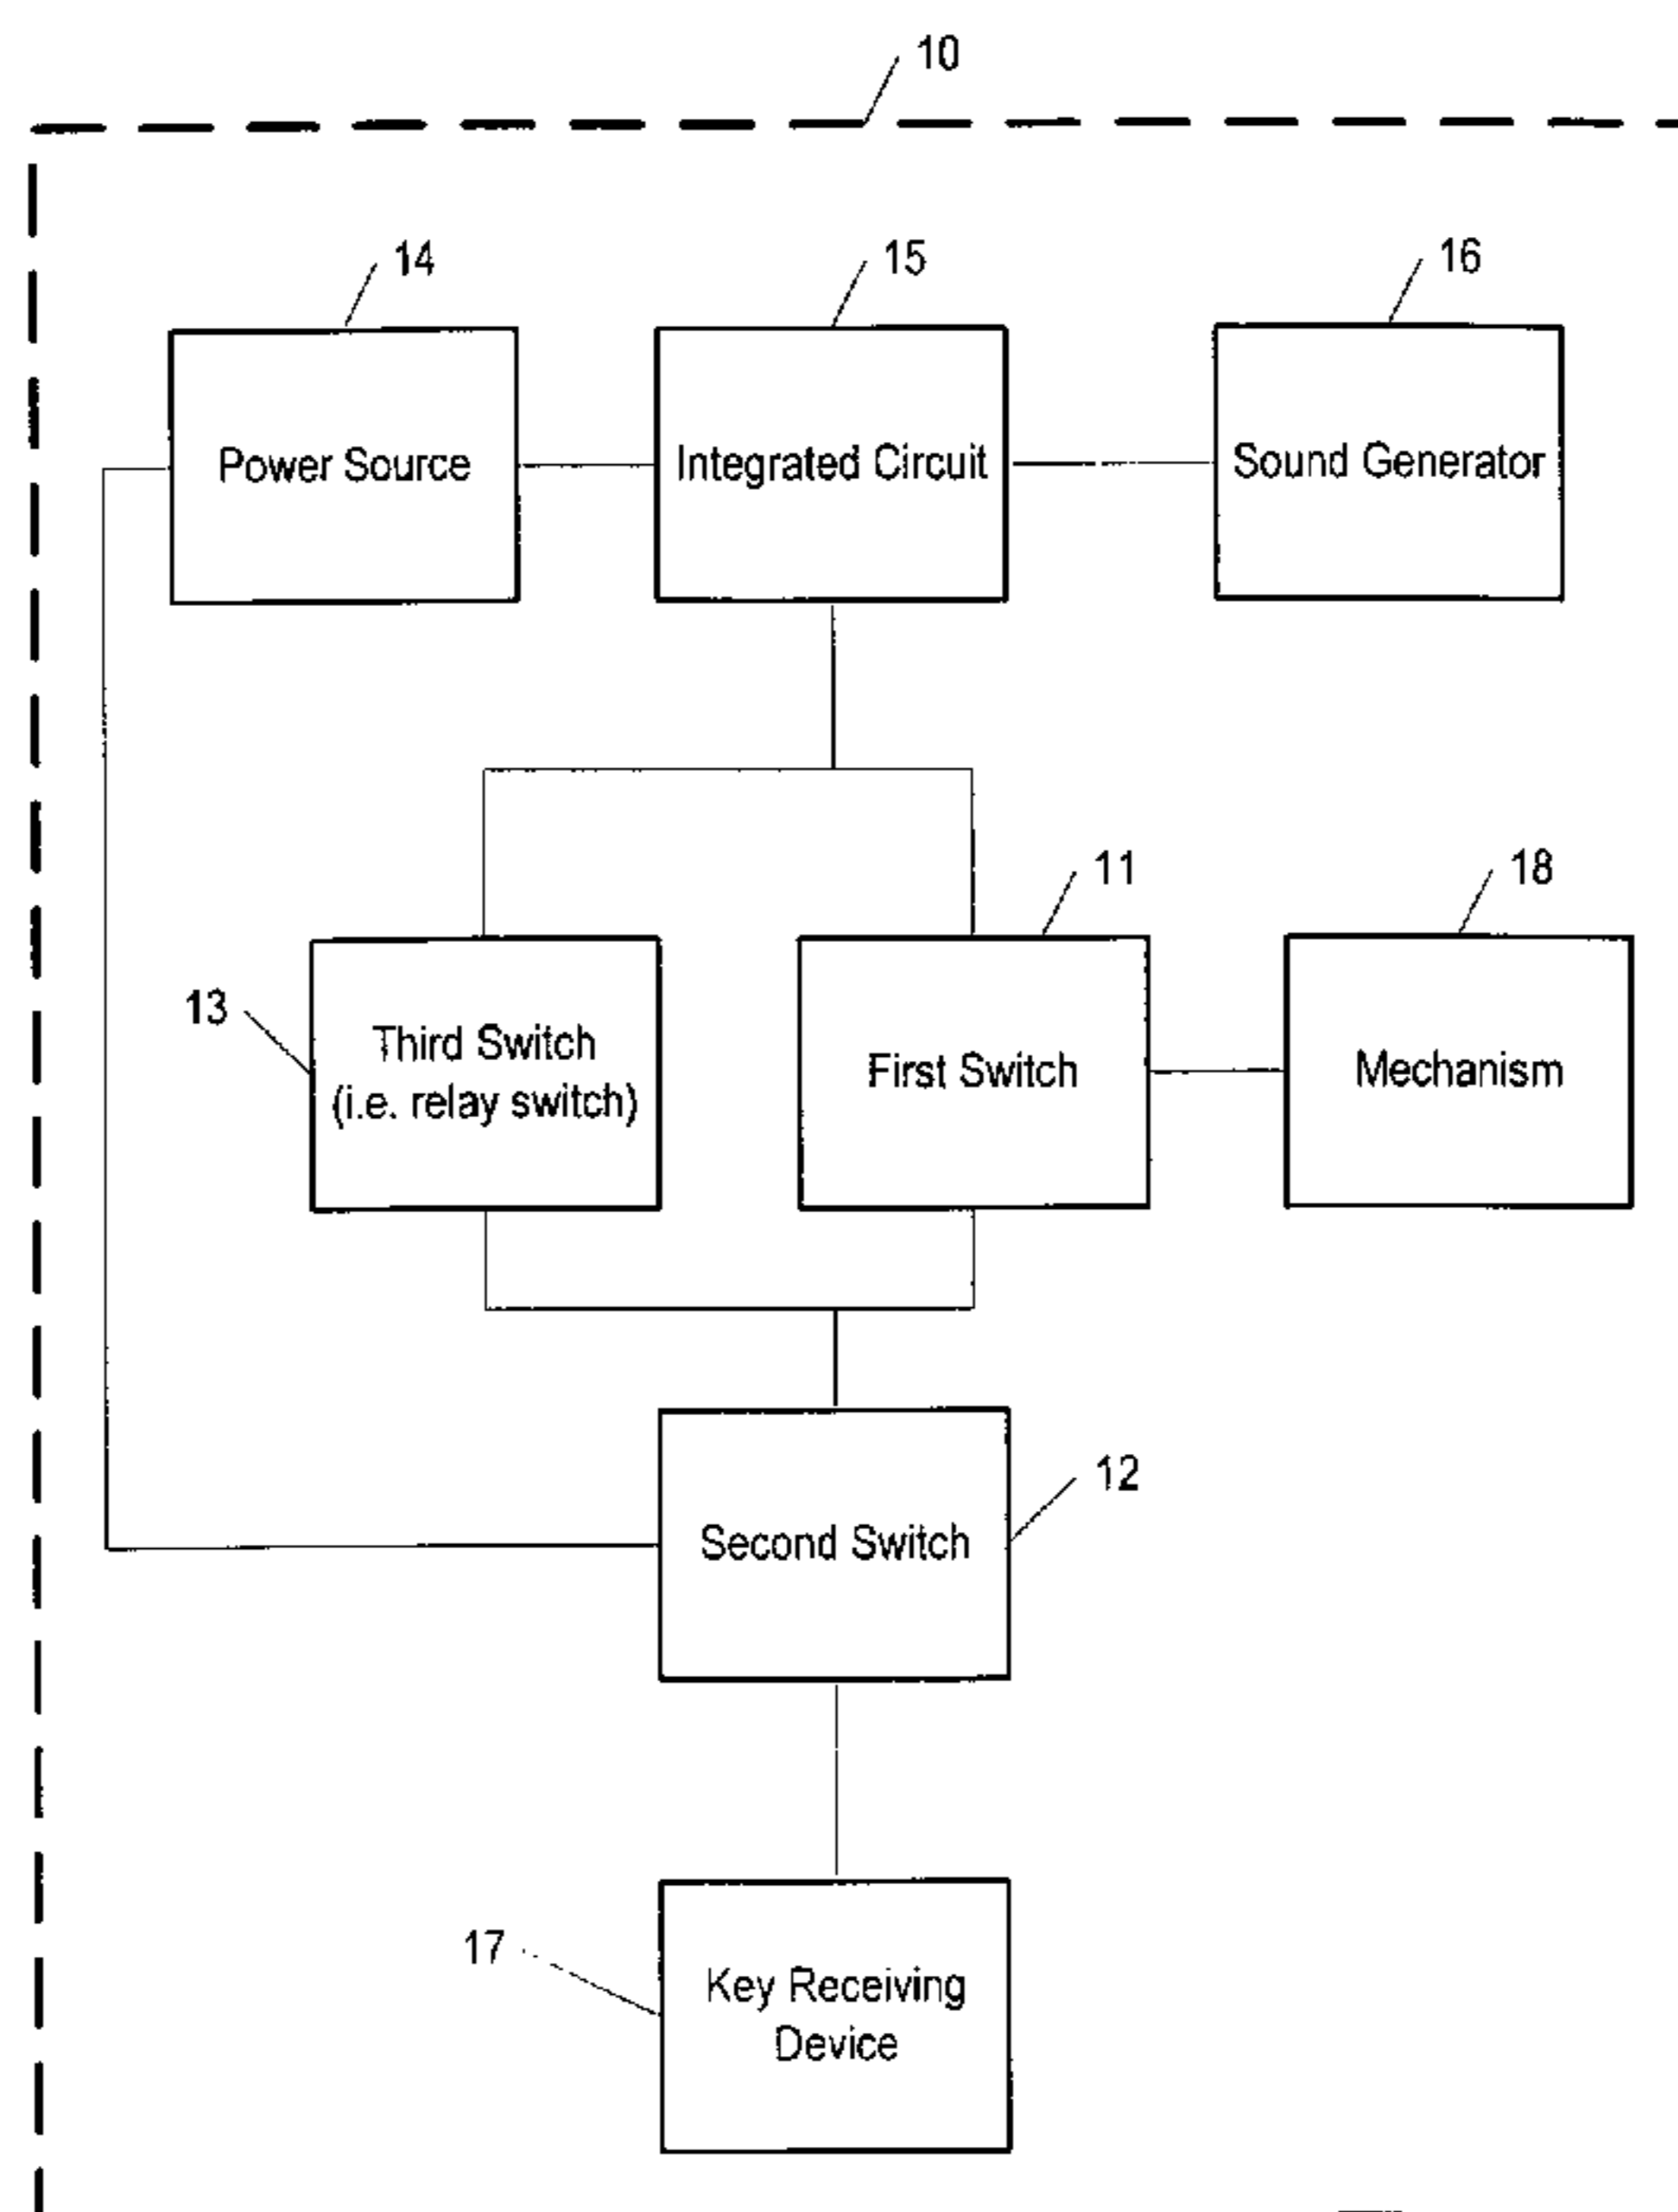 10
14
15
16
Power Source
Integrated Circuit
Sound Generator
11
18
13
Third Switch
(i.e. relay switch)
First Switch
Mechanism
12
Second Switch
17
Key Receiving
Device